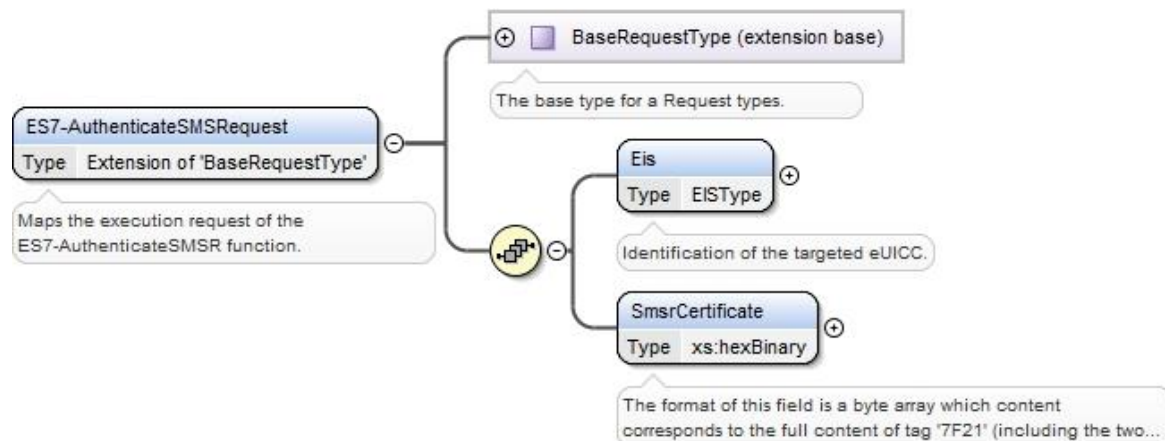 BaseRequestType (extension base)
The base type for a Request types.
ES7-AuthenticateSMSRequest
Type Extension of 'BaseRequestType'
Maps the execution request of the
ES7-AuthenticateSMSR function.
Eis
Type EISType
Identification of the targeted eUICC.
SmsrCertificate
Type xs:hexBinary
The format of this field is a byte array which content
corresponds to the full content of tag '7F21' (including the two...